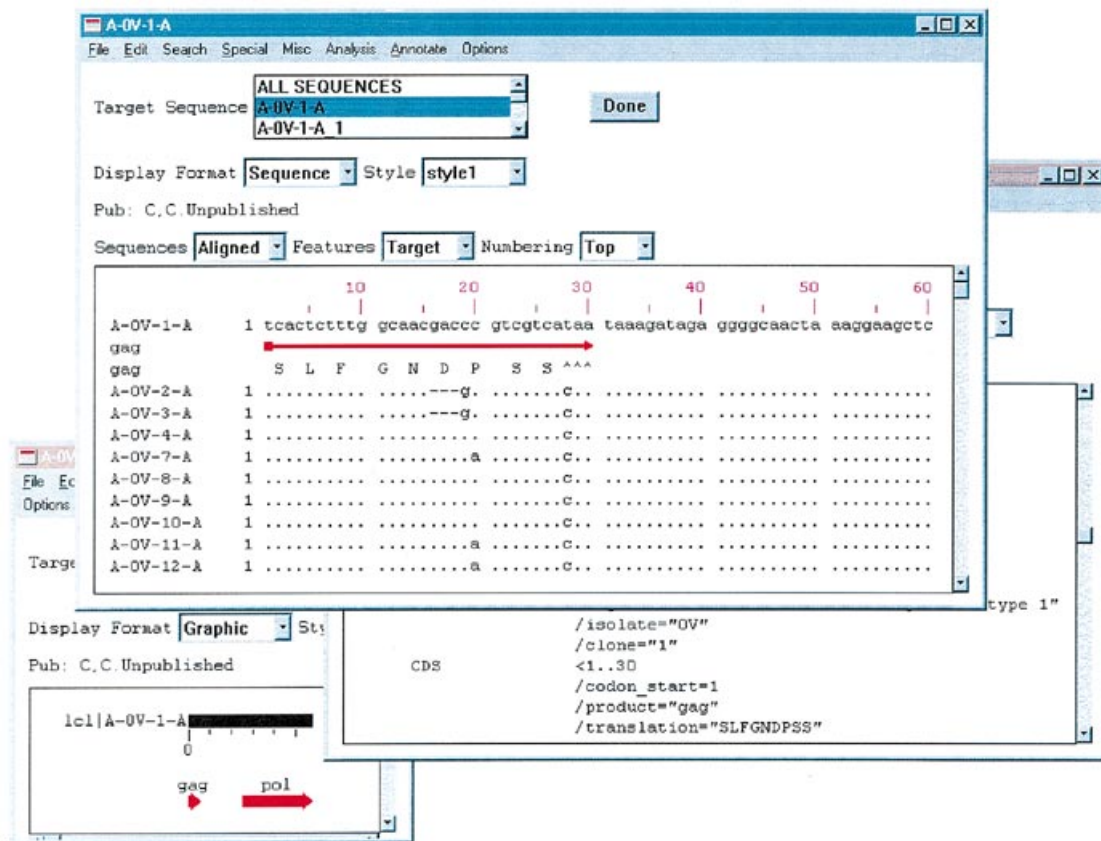 A-0V-1-A
File Edit Search Special Misc Analysis Annotate Options
ALL SEQUENCES
Target Sequence A-0V-1-A
A-0V-1-A_1
Done
Display Format Sequence Style style1
Pub: C,C.Unpublished
Sequences Aligned Features Target Numbering Top
10 20 30 40 50 60
A-0V-1-A 1 tcactctttg gcaacgaccc gtcgtcataa taaagataga ggggcaacta aaggaagctc
gag
gag S L F G N D P S S ^^^
A-0V-2-A 1 .......... .......---g. .......c.. .......... .......... ..........
A-0V-3-A 1 .......... .......---g. .......c.. .......... .......... ..........
A-0V-4-A 1 .......... .......... .......c.. .......... .......... ..........
A-0V-7-A 1 .......... .........a .......c.. .......... .......... ..........
A-0V-8-A 1 .......... .......... .......c.. .......... .......... ..........
A-0V-9-A 1 .......... .......... .......c.. .......... .......... ..........
A-0V-10-A 1 .......... .......... .......c.. .......... .......... ..........
A-0V-11-A 1 .......... .........a .......c.. .......... .......... ..........
A-0V-12-A 1 .......... .........a .......c.. .......... .......... ..........
A-0V
File Ed
Options
Targe
Display Format Graphic Sty
Pub: C,C.Unpublished
lcl|A-0V-1-A
0
gag pol
type 1"
/isolate="0V"
/clone="1"
CDS <1..30
/codon_start=1
/product="gag"
/translation="SLFGNDPSS"